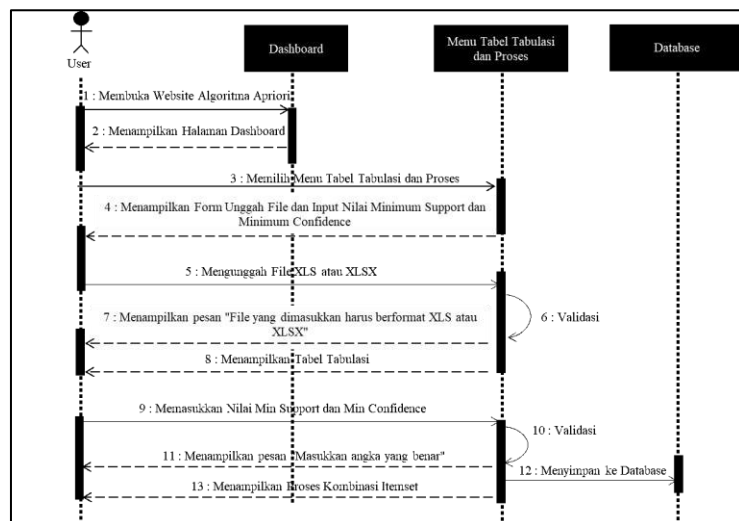 User
Dashboard
Menu Tabel Tabulasi
dan Proses
Database
1 : Membuka Website Algoritma Apriori
2 : Menampilkan Halaman Dashboard
3 : Memilih Menu Tabel Tabulasi dan Proses
4 : Menampilkan Form Unggah File dan Input Nilai Minimum Support dan
Minimum Confidence
5 : Mengunggah File XLS atau XLSX
6 : Validasi
7 : Menampilkan pesan "File yang dimasukkan harus berformat XLS atau
XLSX"
8 : Menampilkan Tabel Tabulasi
9 : Memasukkan Nilai Min Support dan Min Confidence
10 : Validasi
11 : Menampilkan pesan "Masukkan angka yang benar"
12 : Menyimpan ke Database
13 : Menampilkan Proses Kombinasi Itemset